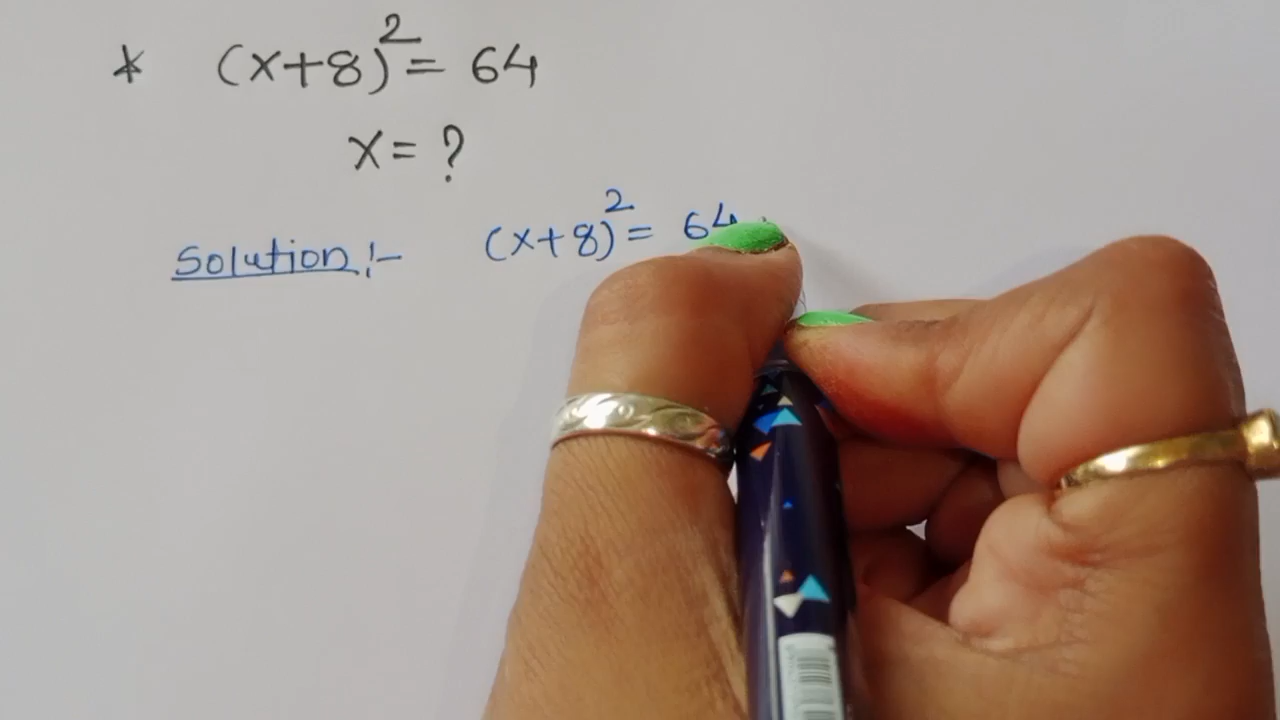 * (x+8)² = 64
x = ?
Solution :- (x+8)² = 64